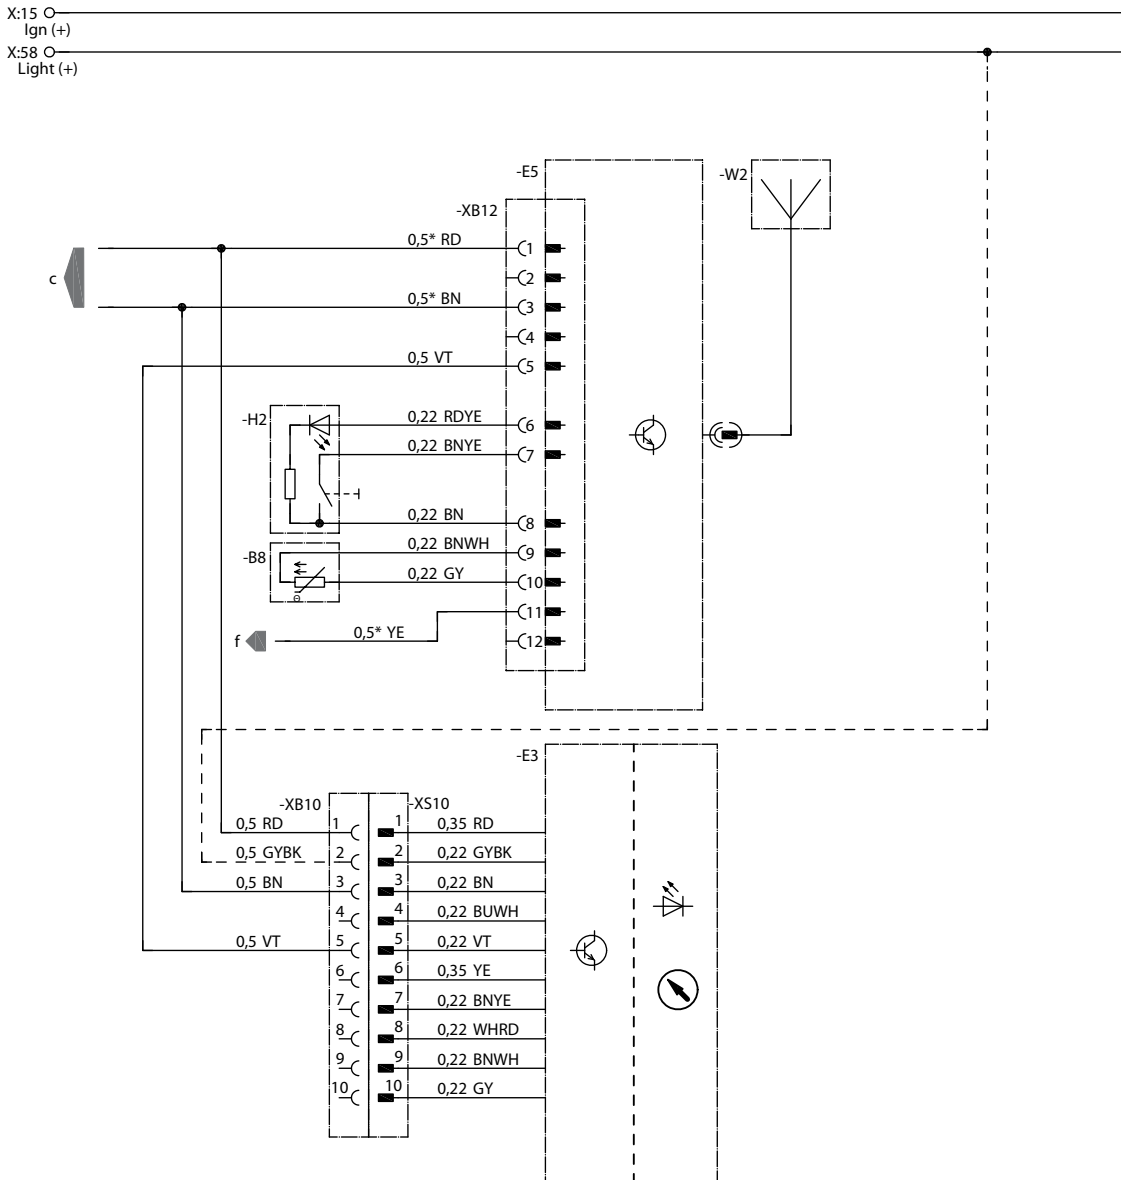 X:15
Ign (+)
X:58
Light (+)
-E5
-W2
-XB12
c
0,5* RD
1
2
0,5* BN
3
4
0,5 VT
5
-H2
0,22 RDYE
6
0,22 BNYE
7
0,22 BN
8
-B8
0,22 BNWH
9
0,22 GY
10
Θ
11
f
0,5* YE
12
-E3
-XB10
-XS10
0,5 RD
1
1
0,35 RD
0,5 GYBK
2
2
0,22 GYBK
0,5 BN
3
3
0,22 BN
4
4
0,22 BUWH
0,5 VT
5
5
0,22 VT
6
6
0,35 YE
7
7
0,22 BNYE
8
8
0,22 WHRD
9
9
0,22 BNWH
10
10
0,22 GY